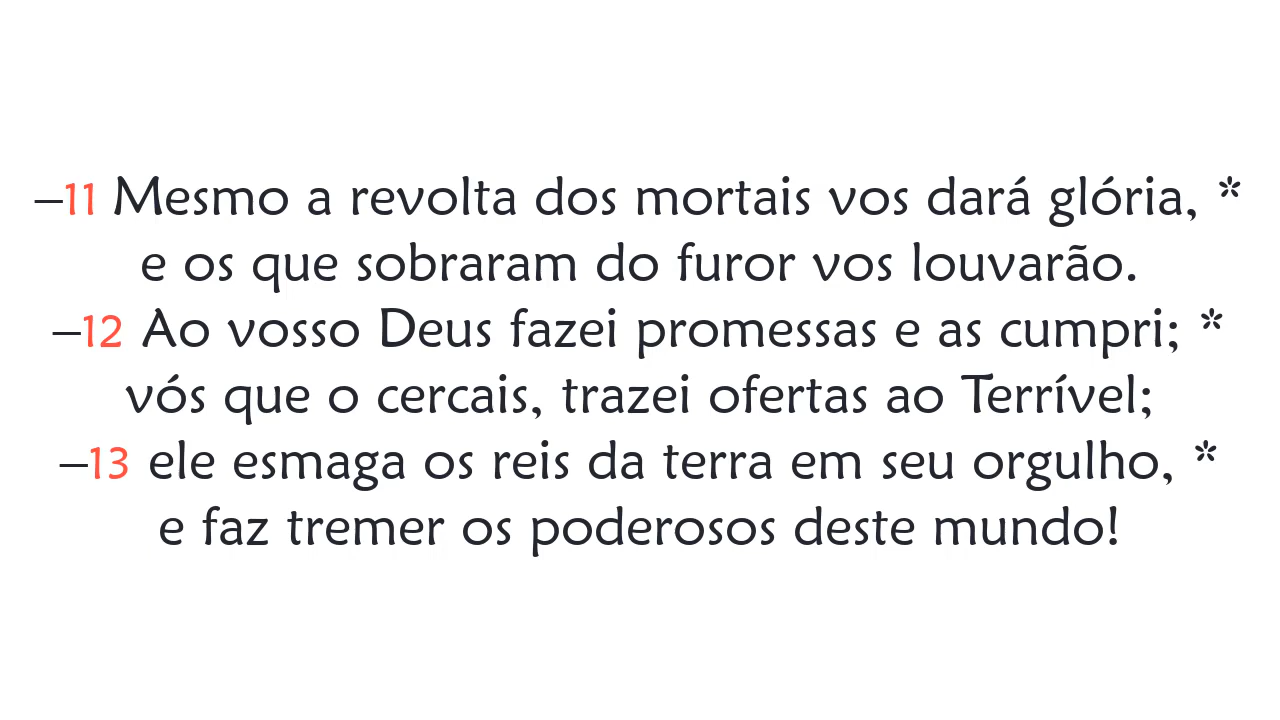 –11 Mesmo a revolta dos mortais vos dará glória, *
e os que sobraram do furor vos louvarão.
–12 Ao vosso Deus fazei promessas e as cumpri; *
vós que o cercais, trazei ofertas ao Terrível;
–13 ele esmaga os reis da terra em seu orgulho, *
e faz tremer os poderosos deste mundo!